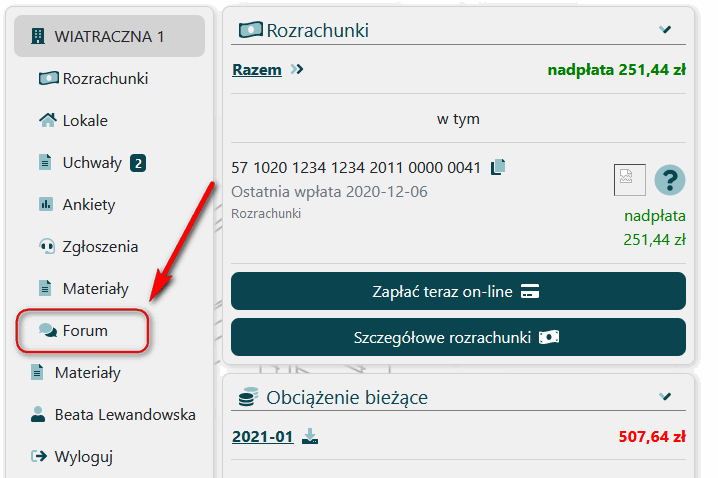 WIATRACZNA 1
Rozrachunki
Lokale
Uchwały 2
Ankiety
Zgłoszenia
Materiały
Forum
Materiały
Beata Lewandowska
Wyloguj
Rozrachunki
Razem nadpłata 251,44 zł
w tym
57 1020 1234 1234 2011 0000 0041
Ostatnia wpłata 2020-12-06
Rozrachunki
?
nadpłata
251,44 zł
Zapłać teraz on-line
Szczegółowe rozrachunki
Obciążenie bieżące
2021-01 507,64 zł